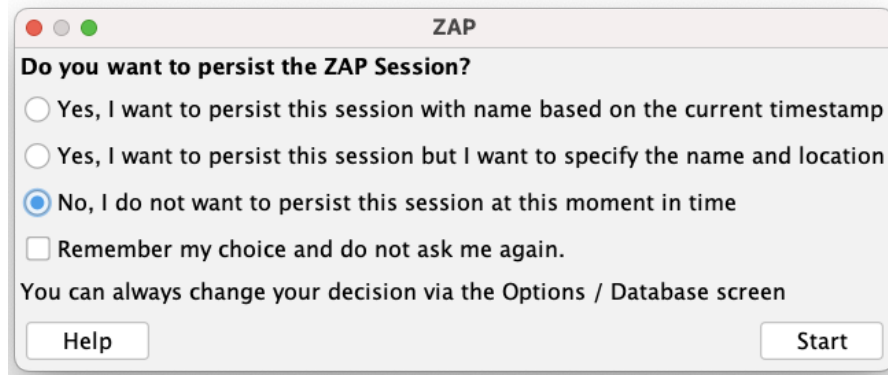 ZAP
Do you want to persist the ZAP Session?
Yes, I want to persist this session with name based on the current timestamp
Yes, I want to persist this session but I want to specify the name and location
No, I do not want to persist this session at this moment in time
Remember my choice and do not ask me again.
You can always change your decision via the Options / Database screen
Help
Start